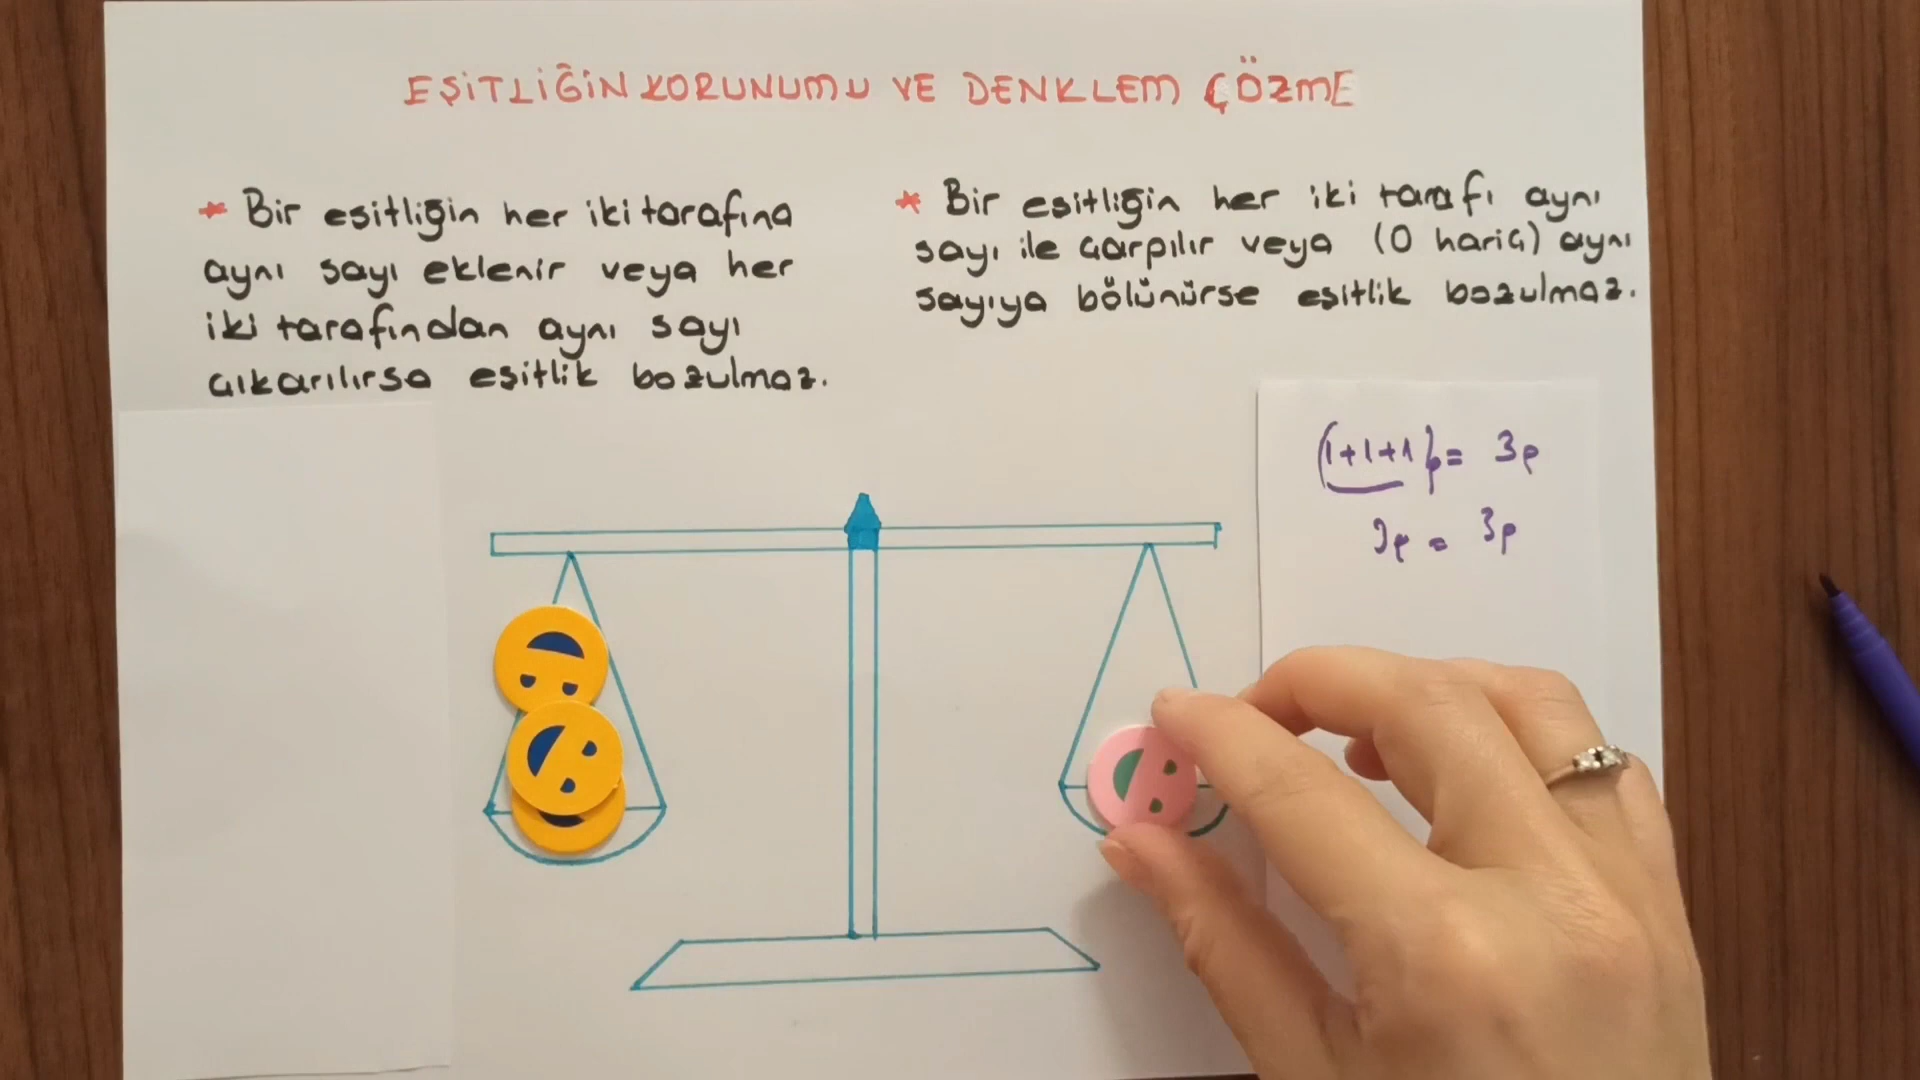 EŞİTLİĞİN KORUNUMU VE DENKLEM ÇÖZME
* Bir eşitliğin her iki tarafına
aynı sayı eklenir veya her
iki tarafından aynı sayı
çıkarılırsa eşitlik bozulmaz.
* Bir eşitliğin her iki tarafı aynı
sayı ile çarpılır veya (0 hariç) aynı
sayıya bölünürse eşitlik bozulmaz.
(1+1+1)p = 3p
3p = 3p